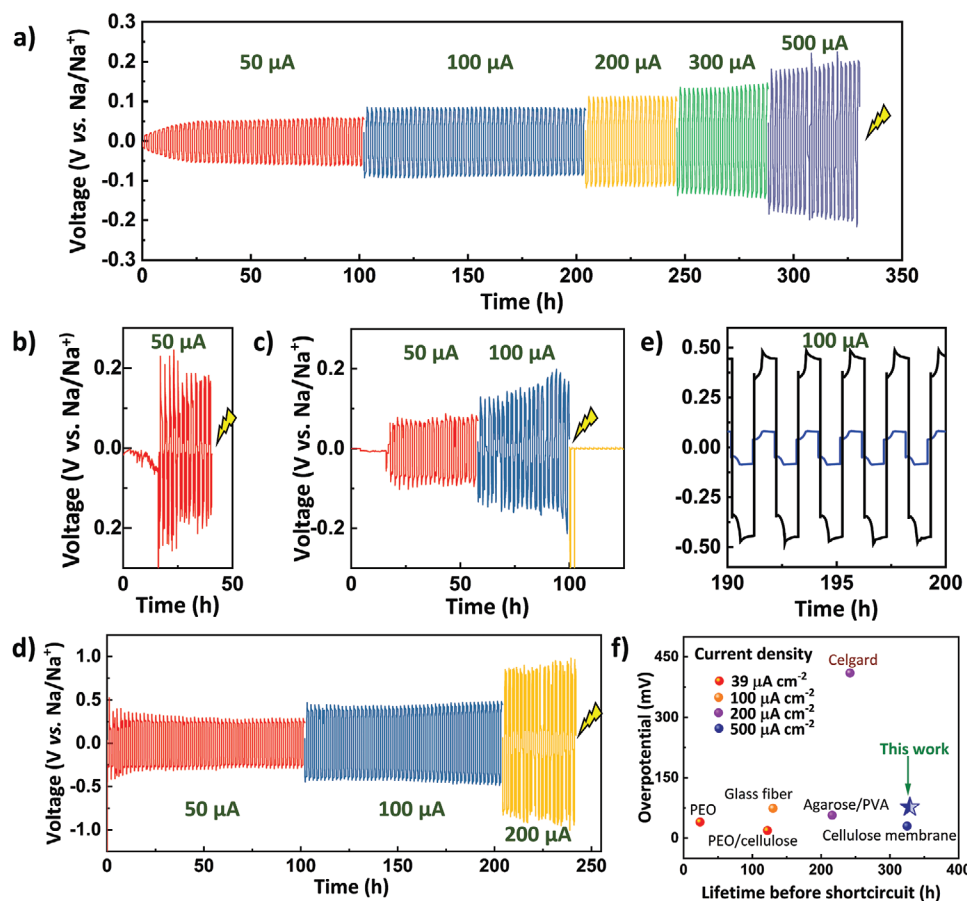 a)
Voltage (V vs. Na/Na⁺)
0.3
0.2
0.1
0.0
-0.1
-0.2
-0.3
50 µA
100 µA
200 µA
300 µA
500 µA
0 50 100 150 200 250 300 350
Time (h)
b)
Voltage (V vs. Na/Na⁺)
0.2
0.0
0.2
50 µA
0 50
Time (h)
c)
Voltage (V vs. Na/Na⁺)
0.2
0.0
-0.2
50 µA
100 µA
0 50 100
Time (h)
e)
100 µA
0.50
0.25
0.00
-0.25
-0.50
190 195 200
Time (h)
d)
Voltage (V vs. Na/Na⁺)
1.0
0.5
0.0
-0.5
-1.0
50 µA
100 µA
200 µA
0 50 100 150 200 250
Time (h)
f)
Overpotential (mV)
450
300
150
0
Current density
39 µA cm⁻²
100 µA cm⁻²
200 µA cm⁻²
500 µA cm⁻²
Celgard
This work
PEO
Glass fiber
Agarose/PVA
PEO/cellulose
Cellulose membrane
0 100 200 300 400
Lifetime before shortcircuit (h)